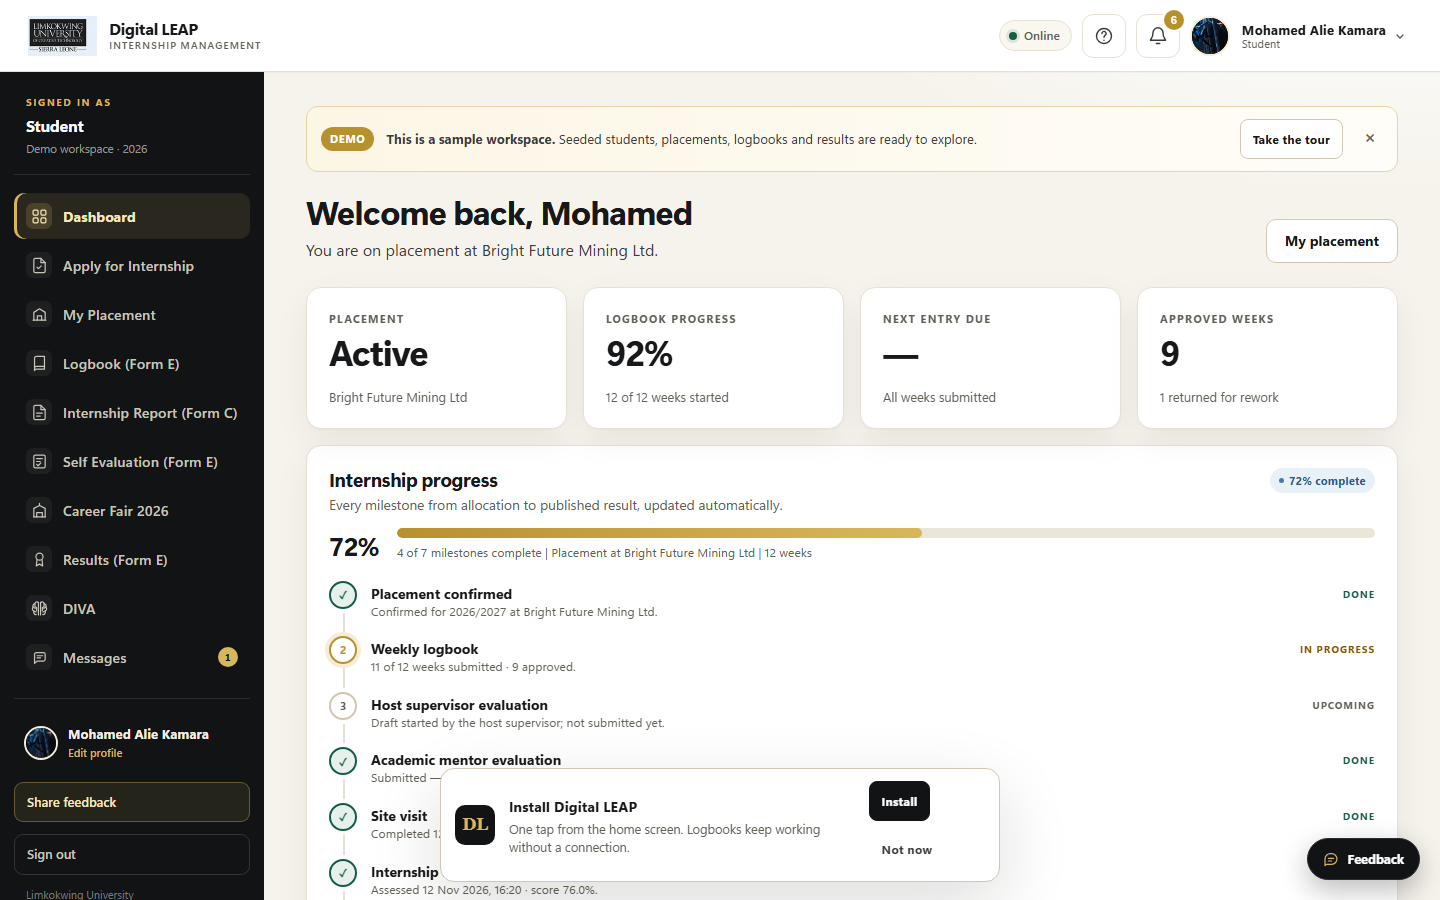 LIMKOKWING
UNIVERSITY
OF CREATIVE TECHNOLOGY
SIERRA LEONE
Digital LEAP
INTERNSHIP MANAGEMENT
Online
6
Mohamed Alie Kamara
Student
SIGNED IN AS
Student
Demo workspace · 2026
Dashboard
Apply for Internship
My Placement
Logbook (Form E)
Internship Report (Form C)
Self Evaluation (Form E)
Career Fair 2026
Results (Form E)
DIVA
Messages
1
Mohamed Alie Kamara
Edit profile
Share feedback
Sign out
Limkokwing University
DEMO
This is a sample workspace. Seeded students, placements, logbooks and results are ready to explore.
Take the tour
×
Welcome back, Mohamed
You are on placement at Bright Future Mining Ltd.
My placement
PLACEMENT
Active
Bright Future Mining Ltd
LOGBOOK PROGRESS
92%
12 of 12 weeks started
NEXT ENTRY DUE
—
All weeks submitted
APPROVED WEEKS
9
1 returned for rework
Internship progress
Every milestone from allocation to published result, updated automatically.
72% complete
72%
4 of 7 milestones complete | Placement at Bright Future Mining Ltd | 12 weeks
✓
Placement confirmed
DONE
Confirmed for 2026/2027 at Bright Future Mining Ltd.
2
Weekly logbook
IN PROGRESS
11 of 12 weeks submitted · 9 approved.
3
Host supervisor evaluation
UPCOMING
Draft started by the host supervisor; not submitted yet.
✓
Academic mentor evaluation
DONE
Submitted —
✓
Site visit
DONE
Completed 12
✓
Internship
Assessed 12 Nov 2026, 16:20 · score 76.0%.
DL
Install Digital LEAP
One tap from the home screen. Logbooks keep working
without a connection.
Install
Not now
Feedback